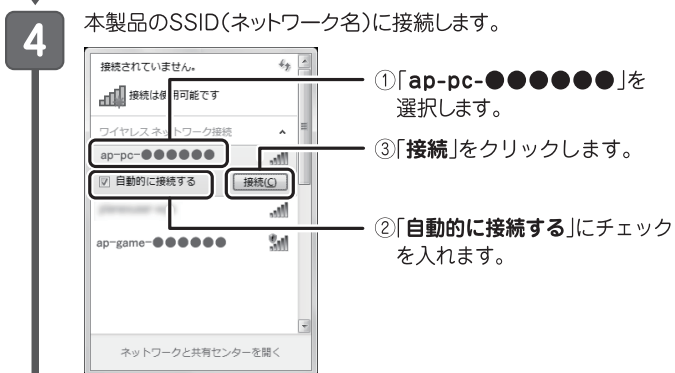 4
本製品のSSID(ネットワーク名)に接続します。
接続されていません。
接続は使用可能です
ワイヤレス ネットワーク接続
ap-pc-●●●●●●
自動的に接続する
接続(C)
ap-game-●●●●●●
ネットワークと共有センターを開く
①「ap-pc-●●●●●●」を
選択します。
③「接続」をクリックします。
②「自動的に接続する」にチェック
を入れます。